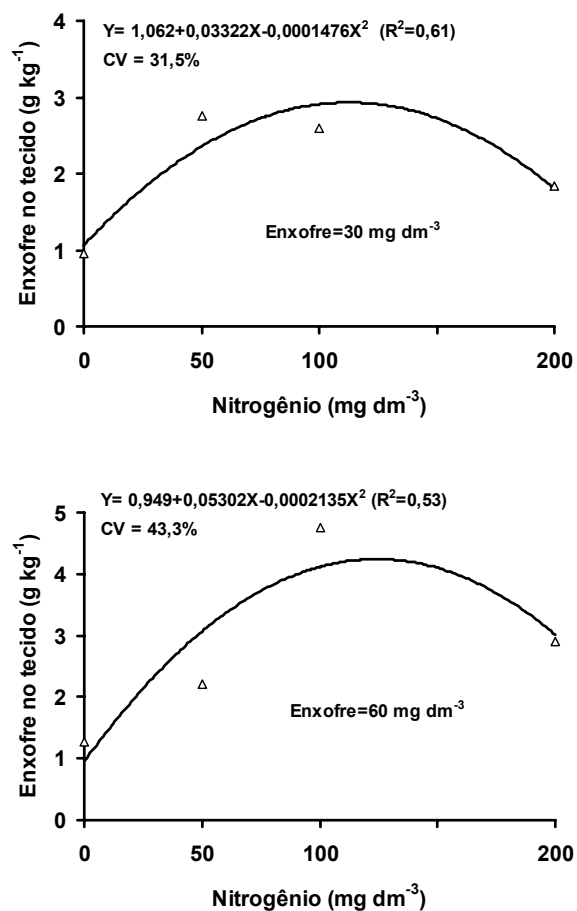 Y= 1,062+0,03322X-0,0001476X² (R²=0,61)
CV = 31,5%
4
3
2
1
0
Enxofre no tecido (g kg⁻¹)
Enxofre=30 mg dm⁻³
0 50 100 200
Nitrogênio (mg dm⁻³)
Y= 0,949+0,05302X-0,0002135X² (R²=0,53)
CV = 43,3%
5
4
3
2
1
0
Enxofre no tecido (g kg⁻¹)
Enxofre=60 mg dm⁻³
0 50 100 200
Nitrogênio (mg dm⁻³)